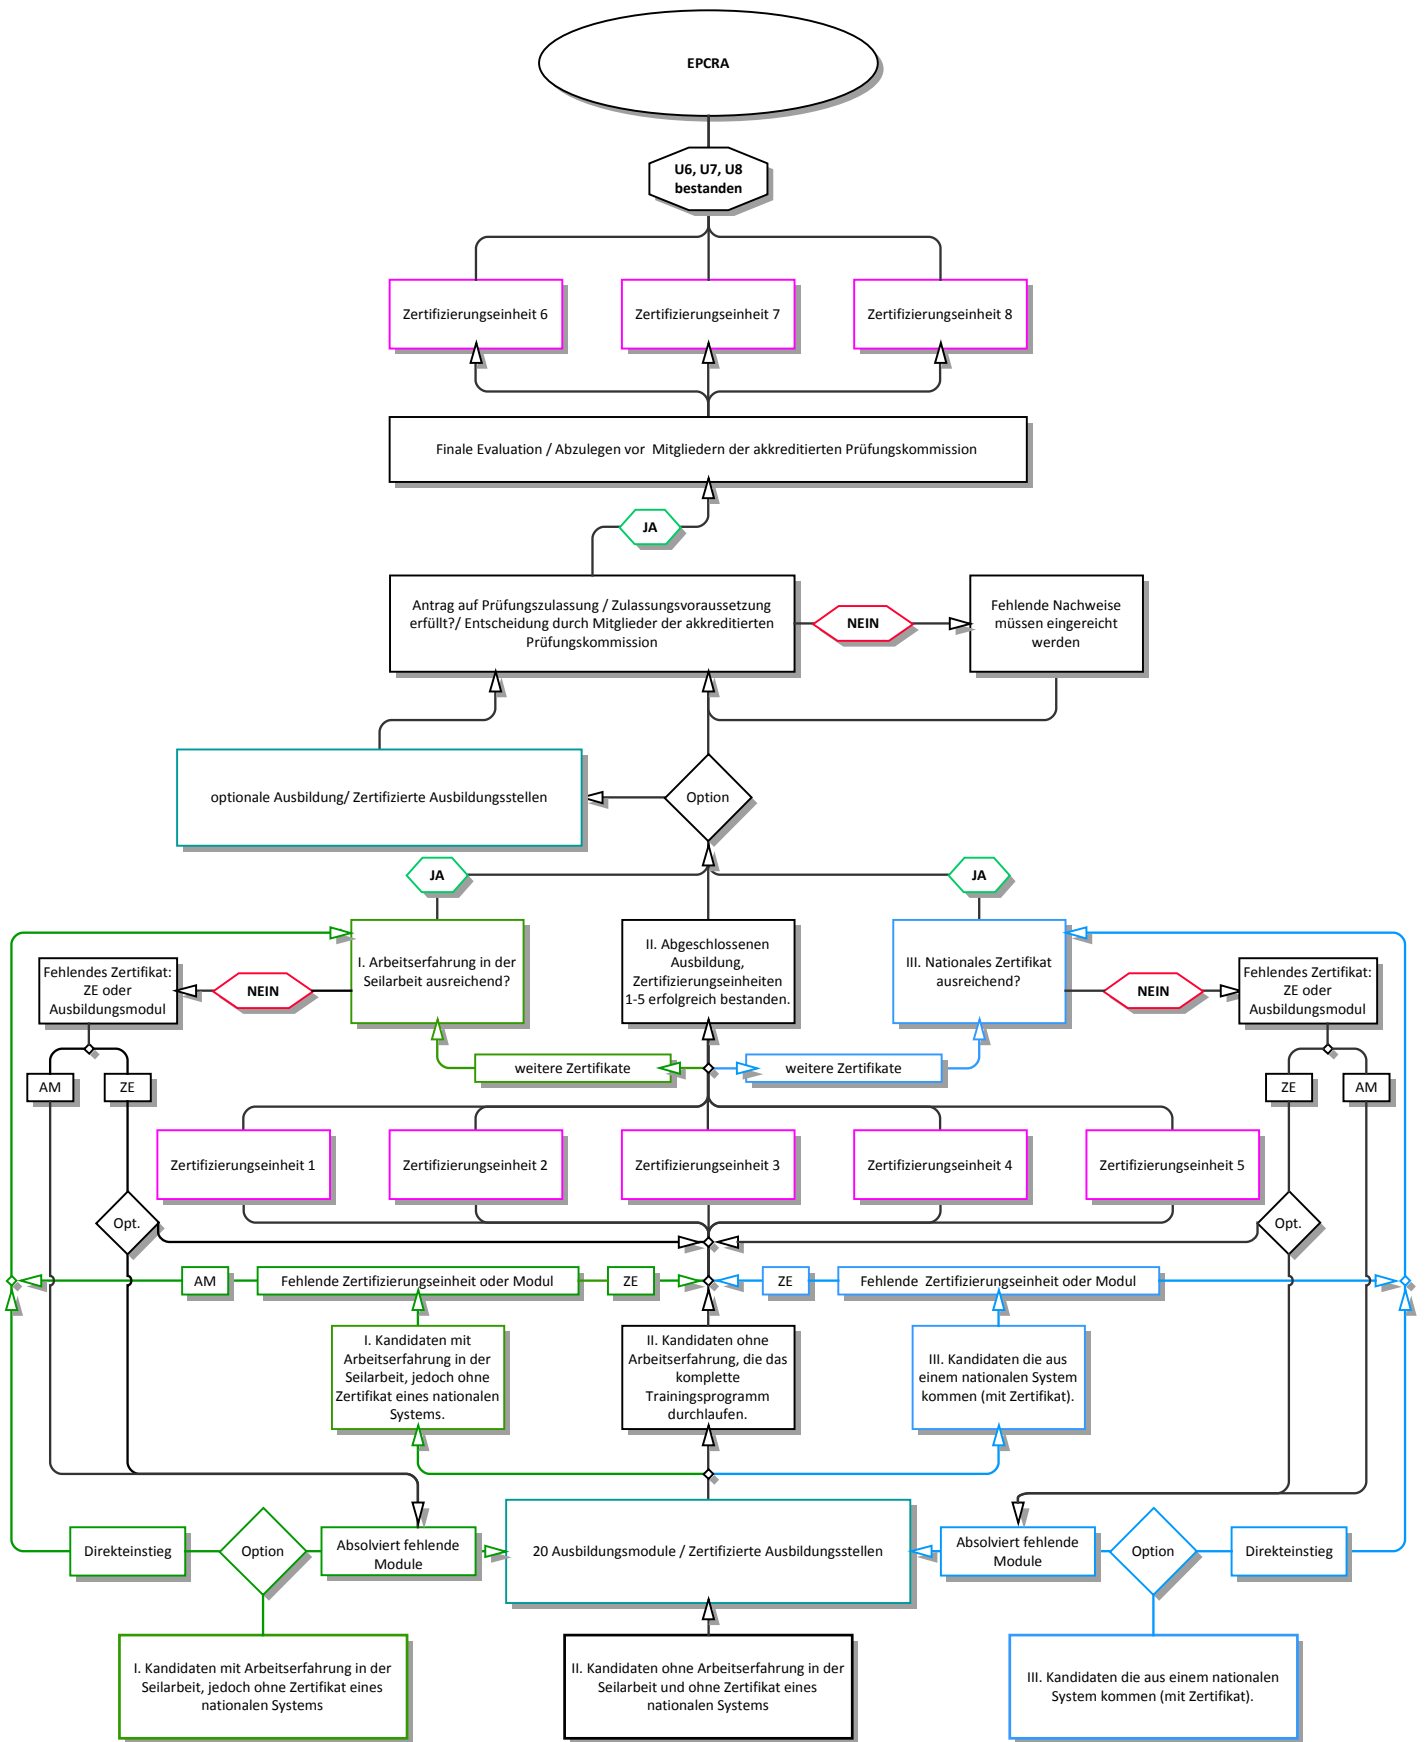 EPCRA
U6, U7, U8
bestanden
Zertifizierungseinheit 6
Zertifizierungseinheit 7
Zertifizierungseinheit 8
Finale Evaluation / Abzulegen vor  Mitgliedern der akkreditierten Prüfungskommission
JA
Antrag auf Prüfungszulassung / Zulassungsvoraussetzung
erfüllt?/ Entscheidung durch Mitglieder der akkreditierten
Prüfungskommission
NEIN
Fehlende Nachweise
müssen eingereicht
werden
optionale Ausbildung/ Zertifizierte Ausbildungsstellen
Option
JA
JA
Fehlendes Zertifikat:
ZE oder
Ausbildungsmodul
NEIN
I. Arbeitserfahrung in der
Seilarbeit ausreichend?
II. Abgeschlossenen
Ausbildung,
Zertifizierungseinheiten
1-5 erfolgreich bestanden.
III. Nationales Zertifikat
ausreichend?
NEIN
Fehlendes Zertifikat:
ZE oder
Ausbildungsmodul
weitere Zertifikate
weitere Zertifikate
AM
ZE
ZE
AM
Zertifizierungseinheit 1
Zertifizierungseinheit 2
Zertifizierungseinheit 3
Zertifizierungseinheit 4
Zertifizierungseinheit 5
Opt.
Opt.
AM
Fehlende Zertifizierungseinheit oder Modul
ZE
ZE
Fehlende  Zertifizierungseinheit oder Modul
I. Kandidaten mit
Arbeitserfahrung in der
Seilarbeit, jedoch ohne
Zertifikat eines nationalen
Systems.
II. Kandidaten ohne
Arbeitserfahrung, die das
komplette
Trainingsprogramm
durchlaufen.
III. Kandidaten die aus
einem nationalen System
kommen (mit Zertifikat).
Direkteinstieg
Option
Absolviert fehlende
Module
20 Ausbildungsmodule / Zertifizierte Ausbildungsstellen
Absolviert fehlende
Module
Option
Direkteinstieg
I. Kandidaten mit Arbeitserfahrung in der
Seilarbeit, jedoch ohne Zertifikat eines
nationalen Systems
II. Kandidaten ohne Arbeitserfahrung in der
Seilarbeit und ohne Zertifikat eines
nationalen Systems
III. Kandidaten die aus einem nationalen
System kommen (mit Zertifikat).